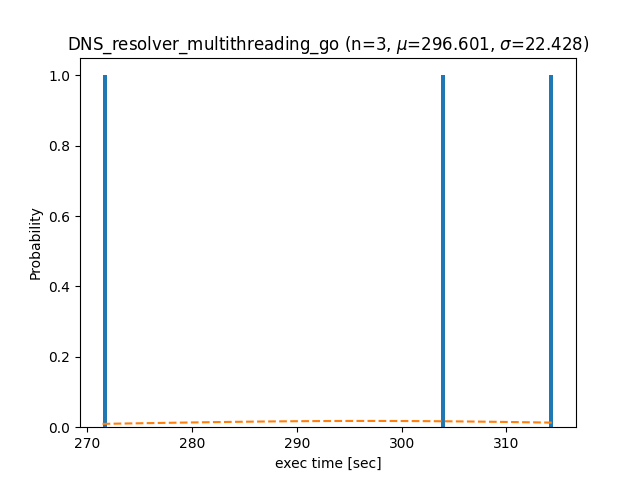 DNS_resolver_multithreading_go (n=3, μ=296.601, σ=22.428)
1.0
0.8
0.6
0.4
0.2
0.0
Probability
270 280 290 300 310
exec time [sec]